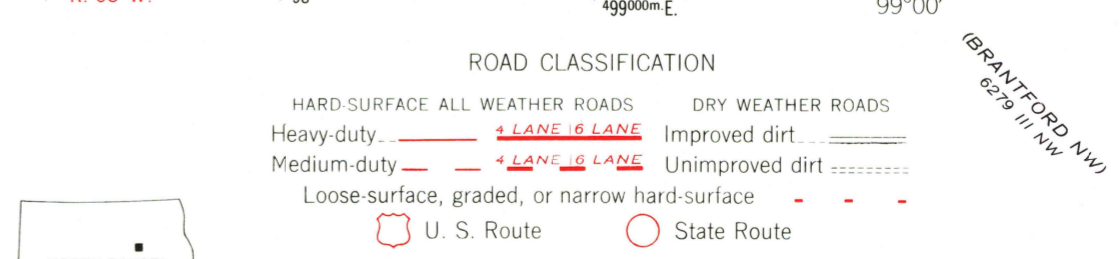 499000m.E.
99°00'
ROAD CLASSIFICATION
HARD-SURFACE ALL WEATHER ROADS
DRY WEATHER ROADS
Heavy-duty
4 LANE 6 LANE
Improved dirt
Medium-duty
4 LANE 6 LANE
Unimproved dirt
Loose-surface, graded, or narrow hard-surface
U. S. Route
State Route
(BRANTFORD NW)
6279 III NW